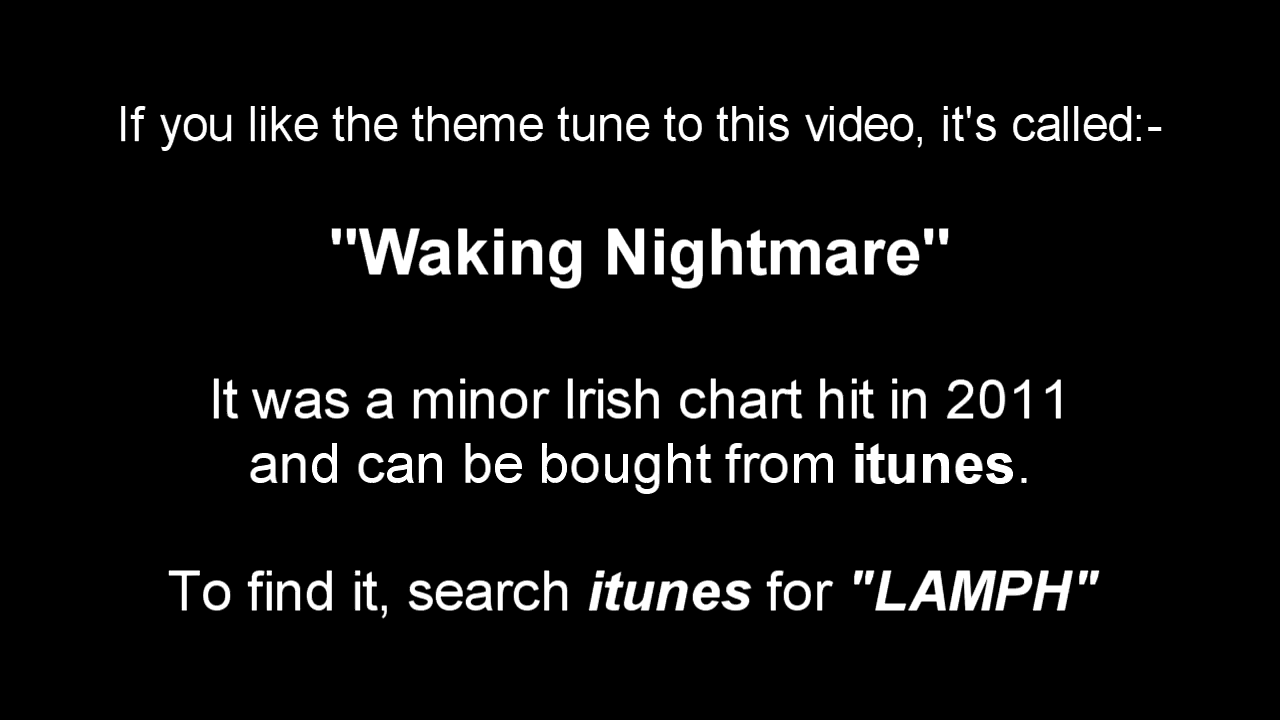 If you like the theme tune to this video, it's called:-
"Waking Nightmare"
It was a minor Irish chart hit in 2011
and can be bought from itunes.
To find it, search itunes for "LAMPH"